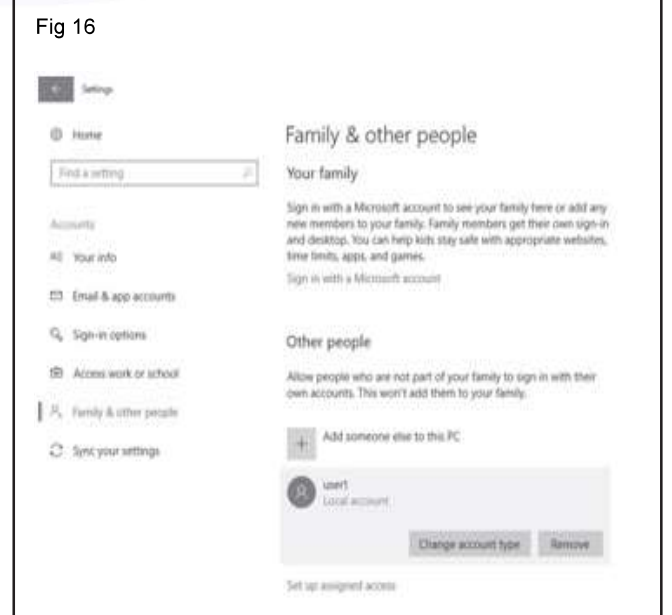 Fig 16
Settings
Home
Find a setting
Accounts
Your info
Email & app accounts
Sign-in options
Access work or school
Family & other people
Sync your settings
Family & other people
Your family
Sign in with a Microsoft account to see your family here or add any
new members to your family. Family members get their own sign-in
and desktop. You can help kids stay safe with appropriate websites,
time limits, apps, and games.
Sign in with a Microsoft account
Other people
Allow people who are not part of your family to sign in with their
own accounts. This won't add them to your family.
Add someone else to this PC
user1
Local account
Change account type Remove
Set up assigned access